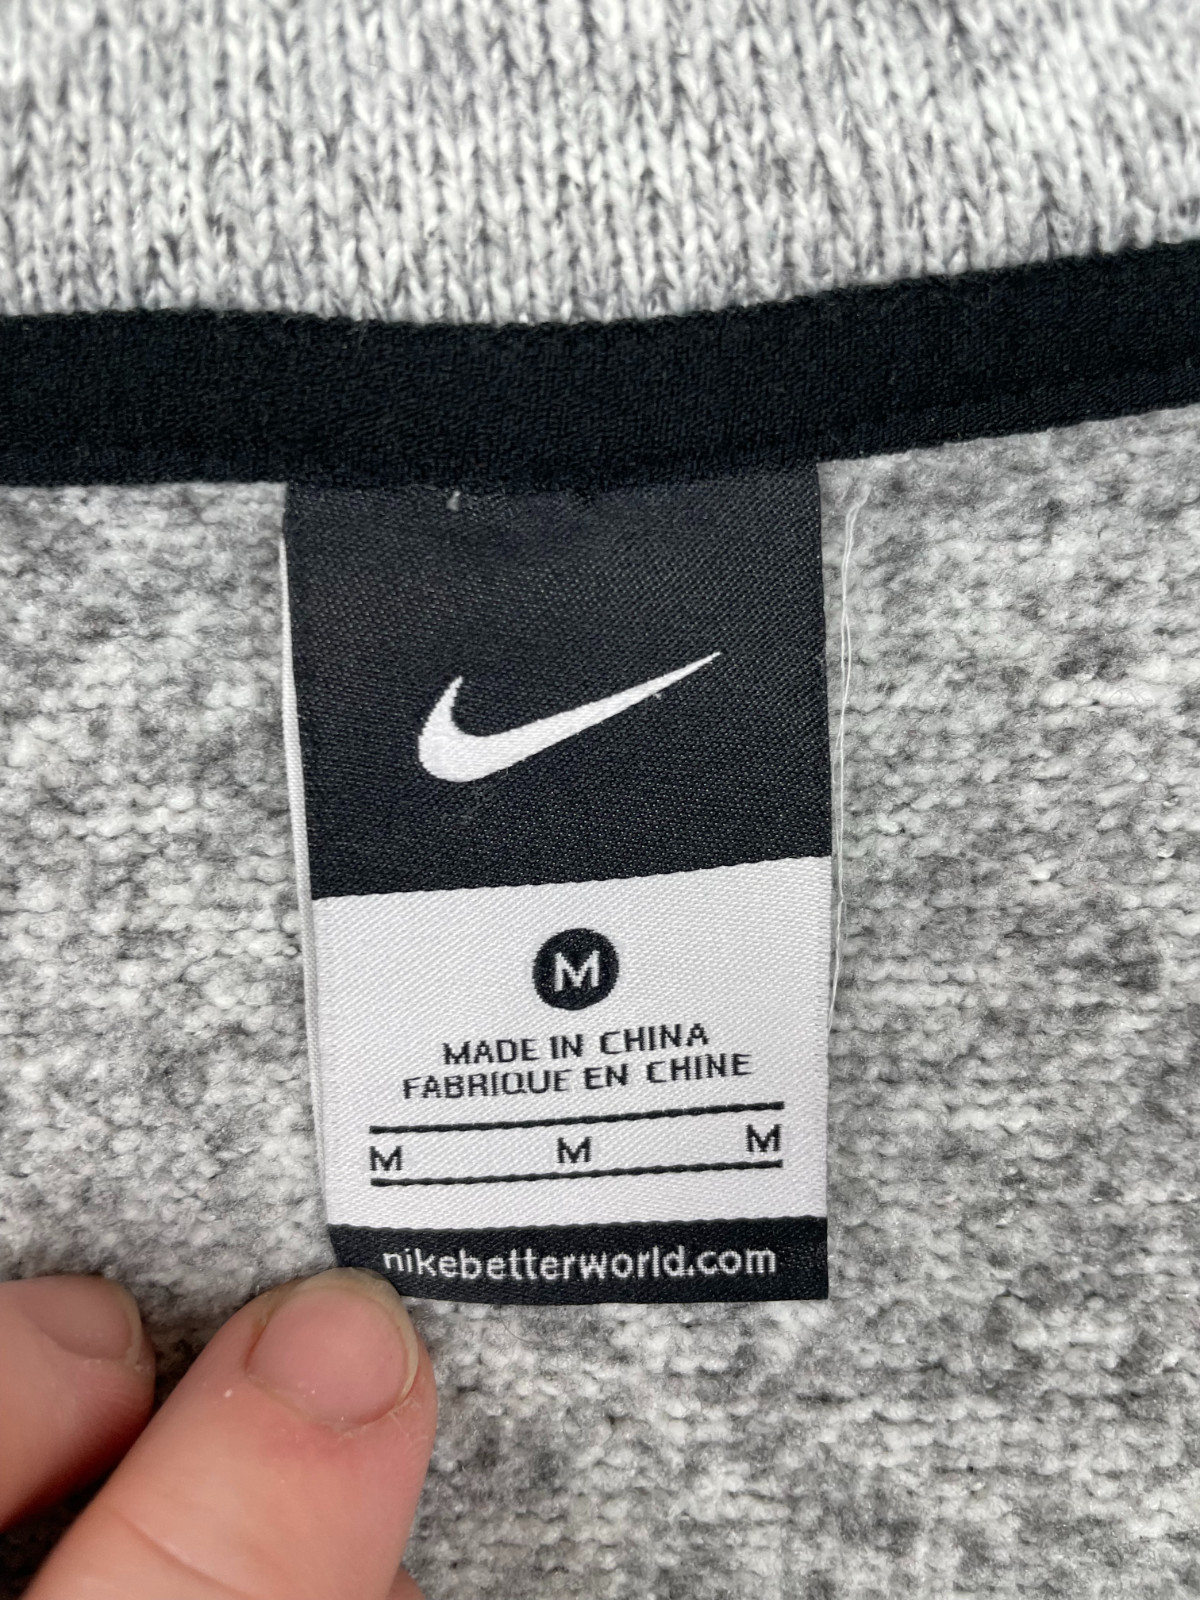 M
MADE IN CHINA
FABRIQUE EN CHINE
M M M
nikebetterworld.com